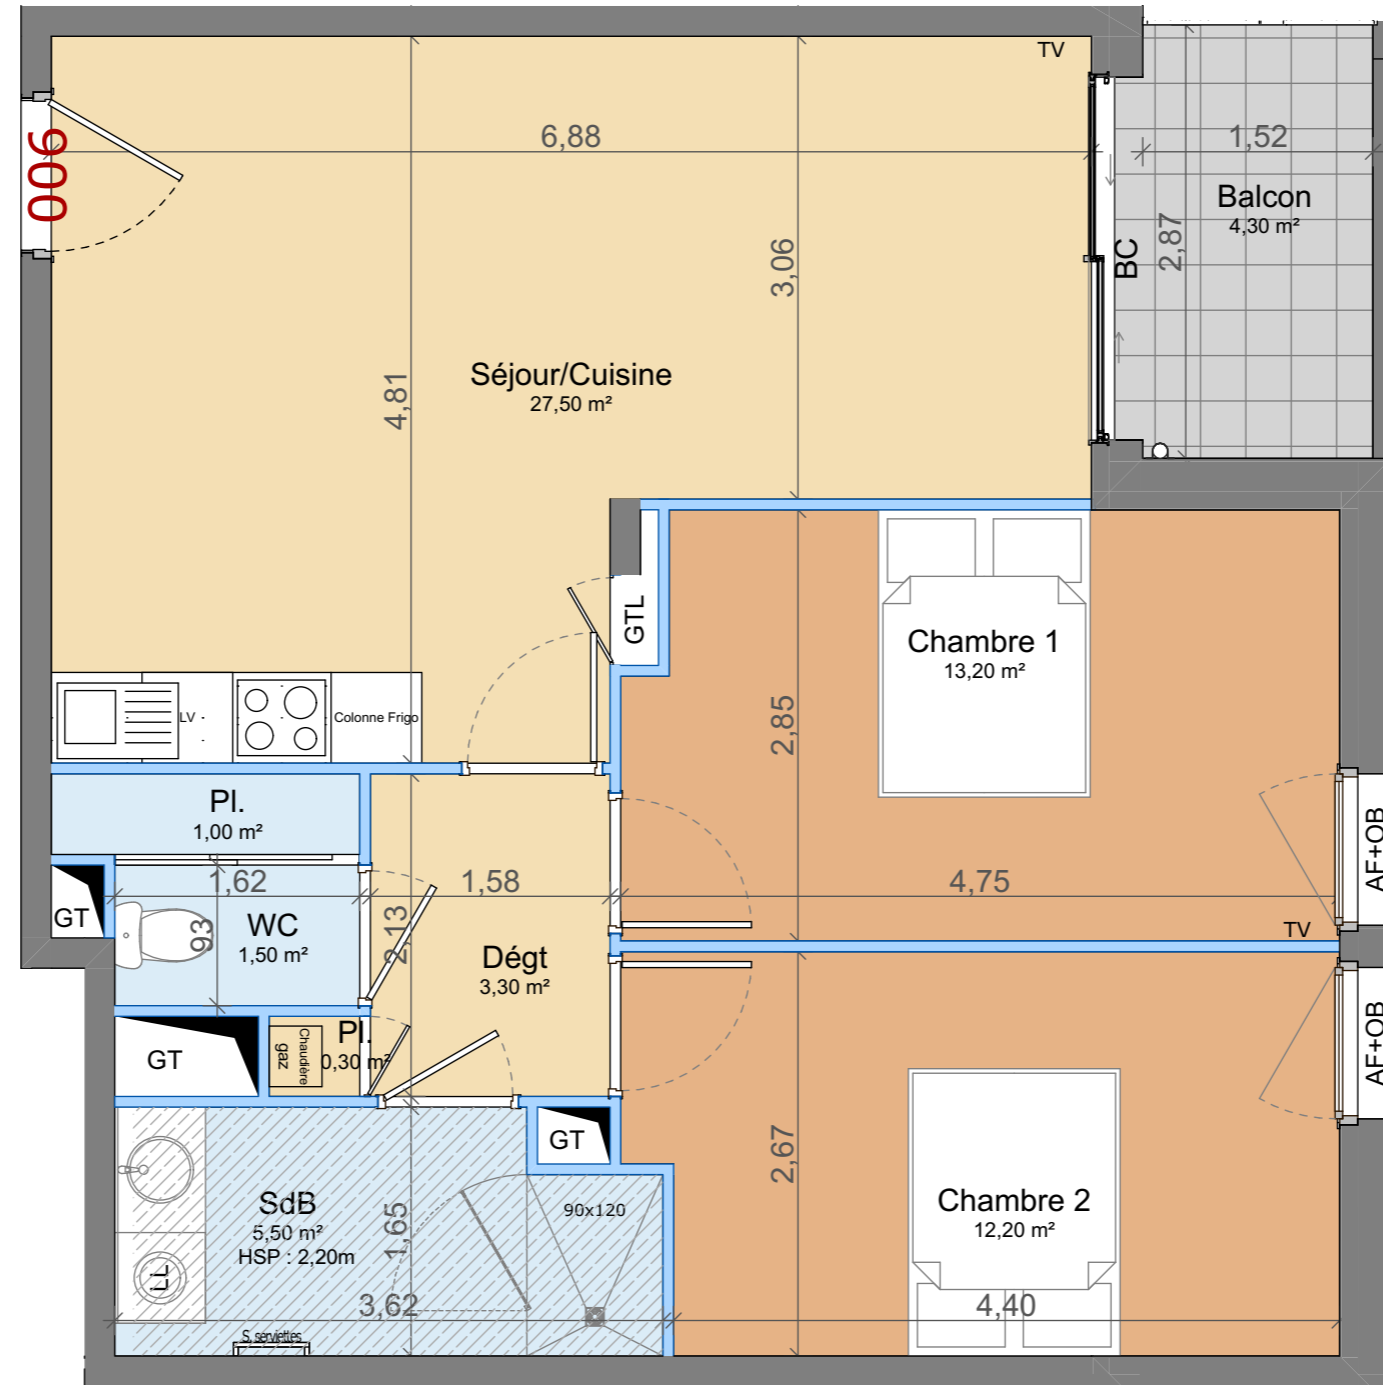 TV
006
6,88
1,52
Balcon
4,30 m²
2,87
BC
3,06
Séjour/Cuisine
27,50 m²
4,81
GTL
Chambre 1
13,20 m²
LV
Colonne Frigo
2,85
Pl.
1,00 m²
AF+OB
1,62
1,58
4,75
GT
WC
1,50 m²
93
2,13
TV
Dégt
3,30 m²
Pl.
0,30 m²
Chaudière
gaz
GT
AF+OB
GT
2,67
SdB
5,50 m²
HSP : 2,20m
1,65
90x120
Chambre 2
12,20 m²
LL
3,62
4,40
S. serviettes